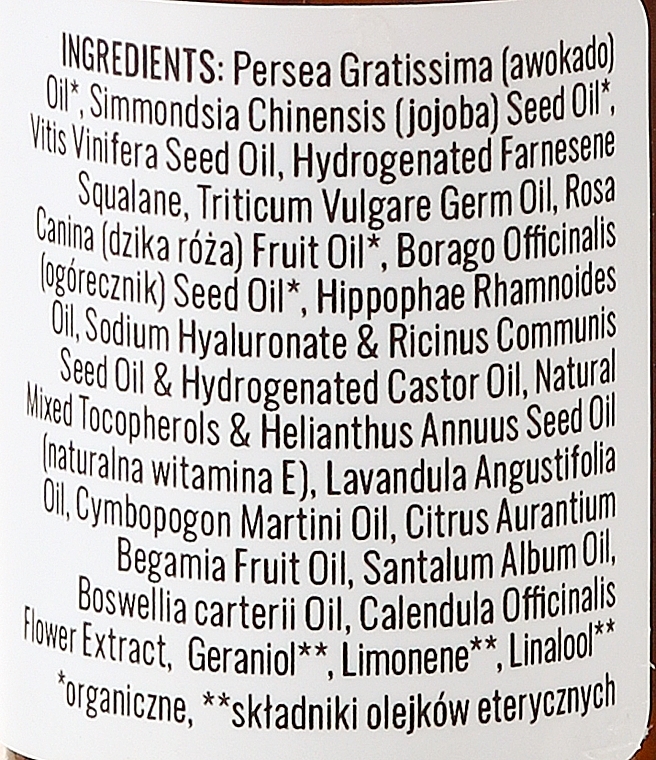 INGREDIENTS: Persea Gratissima (awokado)
Oil*, Simmondsia Chinensis (jojoba) Seed Oil*,
Vitis Vinifera Seed Oil, Hydrogenated Farnesene
Squalane, Triticum Vulgare Germ Oil, Rosa
Canina (dzika róża) Fruit Oil*, Borago Officinalis
(ogórecznik) Seed Oil*, Hippophae Rhamnoides
Oil, Sodium Hyaluronate & Ricinus Communis
Seed Oil & Hydrogenated Castor Oil, Natural
Mixed Tocopherols & Helianthus Annuus Seed Oil
(naturalna witamina E), Lavandula Angustifolia
Oil, Cymbopogon Martini Oil, Citrus Aurantium
Begamia Fruit Oil, Santalum Album Oil,
Boswellia carterii Oil, Calendula Officinalis
Flower Extract, Geraniol**, Limonene**, Linalool**
*organiczne, **składniki olejków eterycznych